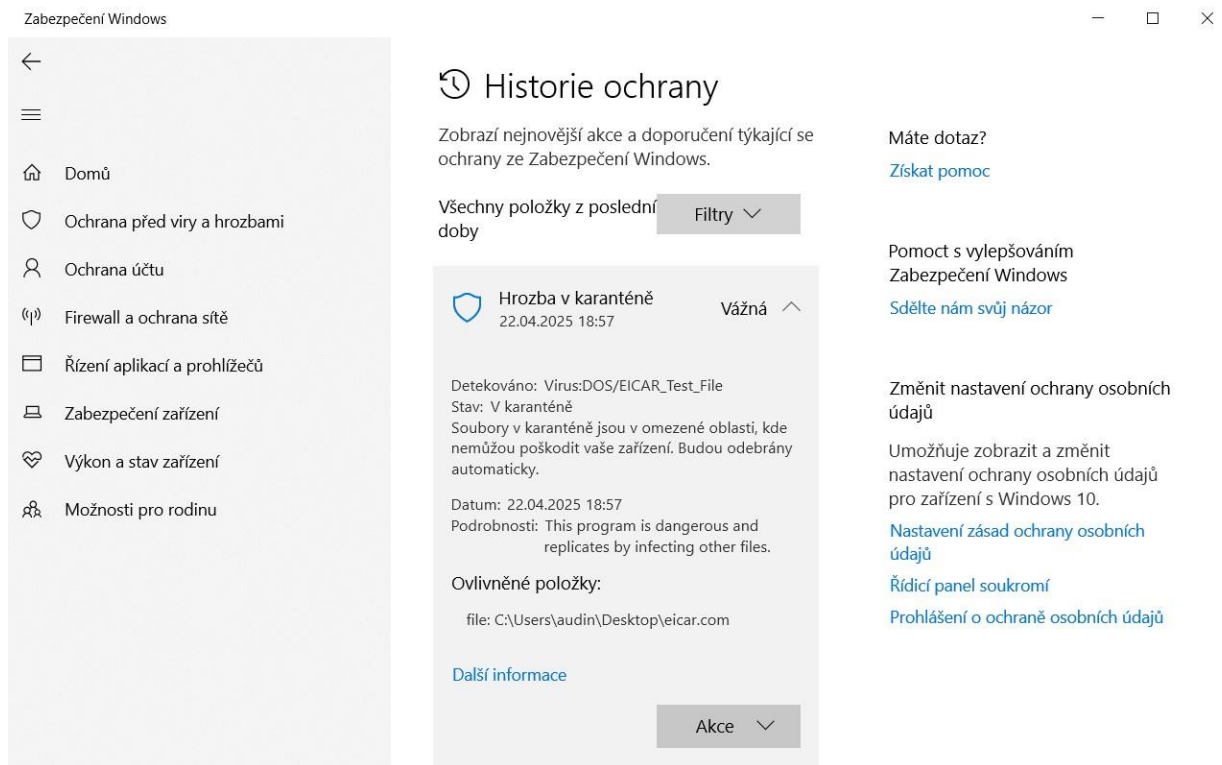 Zabezpečení Windows
Domů
Ochrana před viry a hrozbami
Ochrana účtu
Firewall a ochrana sítě
Řízení aplikací a prohlížečů
Zabezpečení zařízení
Výkon a stav zařízení
Možnosti pro rodinu
Historie ochrany
Zobrazí nejnovější akce a doporučení týkající se
ochrany ze Zabezpečení Windows.
Všechny položky z poslední
doby
Filtry
Hrozba v karanténě
22.04.2025 18:57
Vážná
Detekováno: Virus:DOS/EICAR_Test_File
Stav: V karanténě
Soubory v karanténě jsou v omezené oblasti, kde
nemůžou poškodit vaše zařízení. Budou odebrány
automaticky.
Datum: 22.04.2025 18:57
Podrobnosti: This program is dangerous and
replicates by infecting other files.
Ovlivněné položky:
file: C:\Users\audin\Desktop\eicar.com
Další informace
Akce
Máte dotaz?
Získat pomoc
Pomoct s vylepšováním
Zabezpečení Windows
Sdělte nám svůj názor
Změnit nastavení ochrany osobních
údajů
Umožňuje zobrazit a změnit
nastavení ochrany osobních údajů
pro zařízení s Windows 10.
Nastavení zásad ochrany osobních
údajů
Řídicí panel soukromí
Prohlášení o ochraně osobních údajů